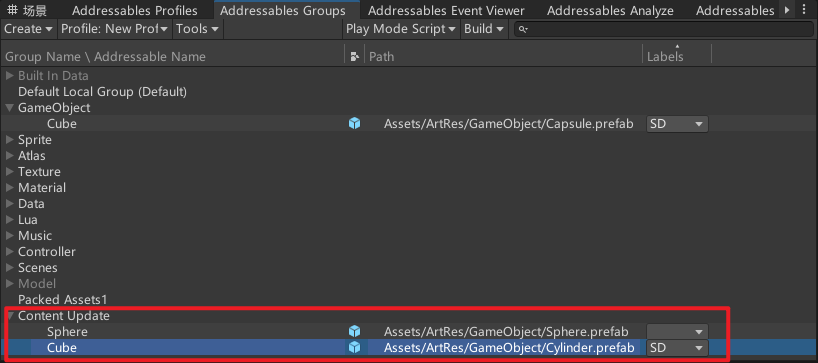 场景 Addressables Profiles Addressables Groups Addressables Event Viewer Addressables Analyze Addressables
Create Profile: New Prof Tools Play Mode Script Build
Group Name \ Addressable Name Path Labels
Built In Data
Default Local Group (Default)
GameObject
Cube Assets/ArtRes/GameObject/Capsule.prefab SD
Sprite
Atlas
Texture
Material
Data
Lua
Music
Controller
Scenes
Model
Packed Assets1
Content Update
Sphere Assets/ArtRes/GameObject/Sphere.prefab
Cube Assets/ArtRes/GameObject/Cylinder.prefab SD